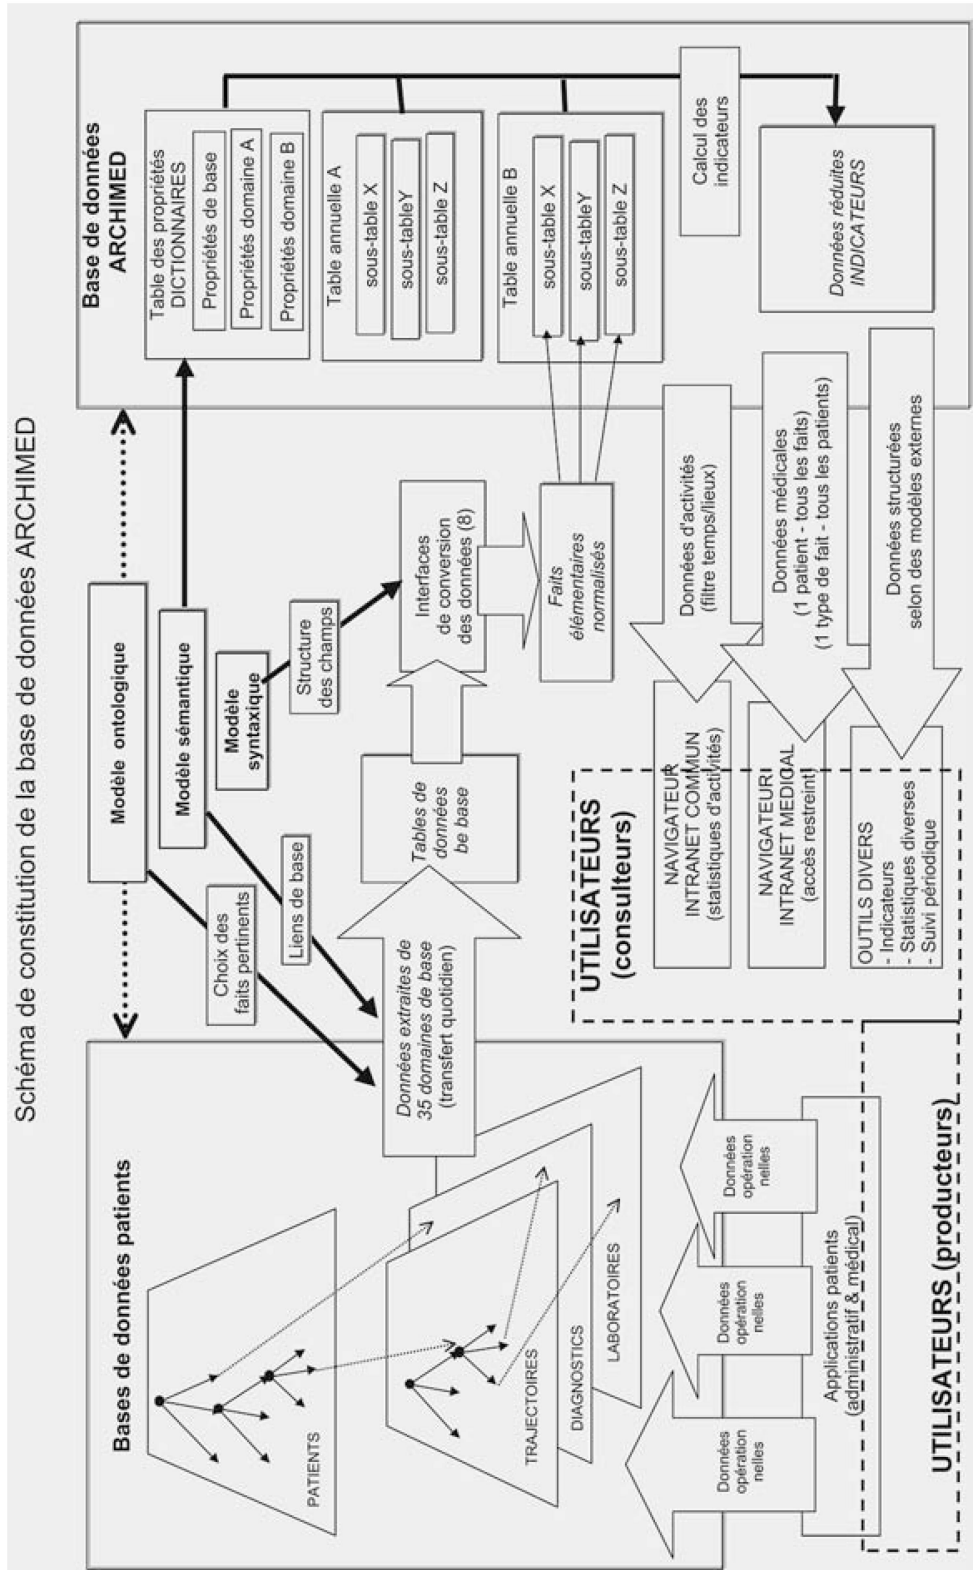 Schéma de constitution de la base de données ARCHIMED
Bases de données patients
PATIENTS
TRAJECTOIRES
DIAGNOSTICS
LABORATOIRES
Données
opération
nelles
Données
opération
nelles
Données
opération
nelles
Applications patients
(administratif & médical)
UTILISATEURS (producteurs)
Modèle ontologique
Modèle sémantique
Modèle
syntaxique
Choix des
faits pertinents
Liens de base
Structure
des champs
Données extraites de
35 domaines de base
(transfert quotidien)
Tables de
données
be base
Interfaces
de conversion
des données (8)
Faits
élémentaires
normalisés
Base de données
ARCHIMED
Table des propriétés
DICTIONNAIRES
Propriétés de base
Propriétés domaine A
Propriétés domaine B
Table annuelle A
sous-table X
sous-tableY
sous-table Z
Table annuelle B
sous-table X
sous-tableY
sous-table Z
Calcul des
indicateurs
Données réduites
INDICATEURS
Données d'activités
(filtre temps/lieux)
Données médicales
(1 patient - tous les faits)
(1 type de fait - tous les patients)
Données structurées
selon des modèles externes
UTILISATEURS
(consulteurs)
NAVIGATEUR
INTRANET COMMUN
(statistiques d'activités)
NAVIGATEUR
INTRANET MEDICAL
(accès restreint)
OUTILS DIVERS
- Indicateurs
- Statistiques diverses
- Suivi périodique